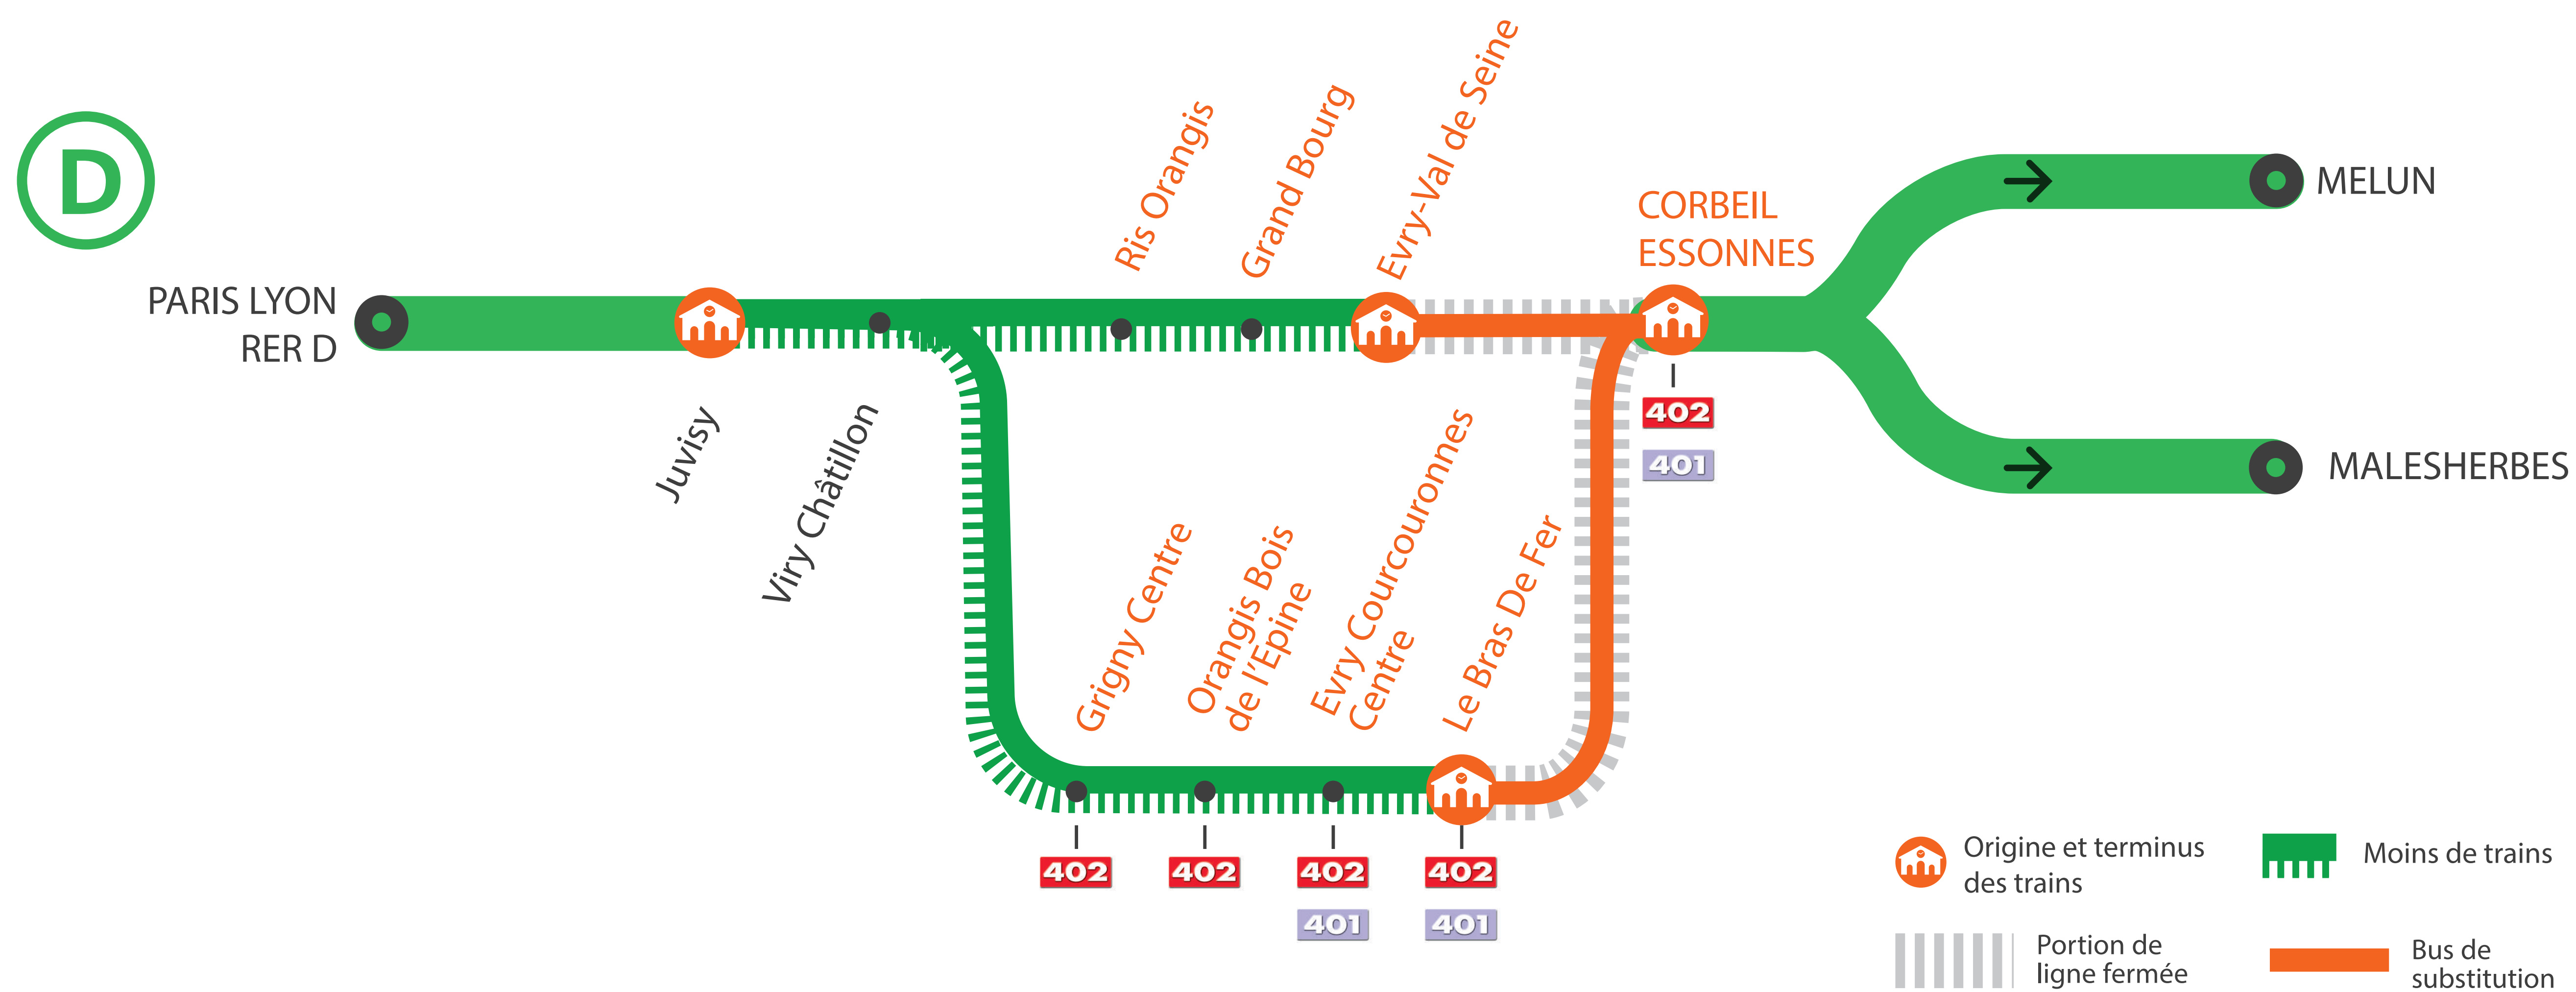 D
PARIS LYON
RER D
Juvisy
Viry Châtillon
Ris Orangis
Grand Bourg
Evry-Val de Seine
CORBEIL
ESSONNES
402
401
MELUN
MALESHERBES
Grigny Centre
Orangis Bois
de l'Epine
Evry Courcouronnes
Centre
Le Bras De Fer
402
402
402
401
402
401
Origine et terminus
des trains
Moins de trains
Portion de
ligne fermée
Bus de
substitution